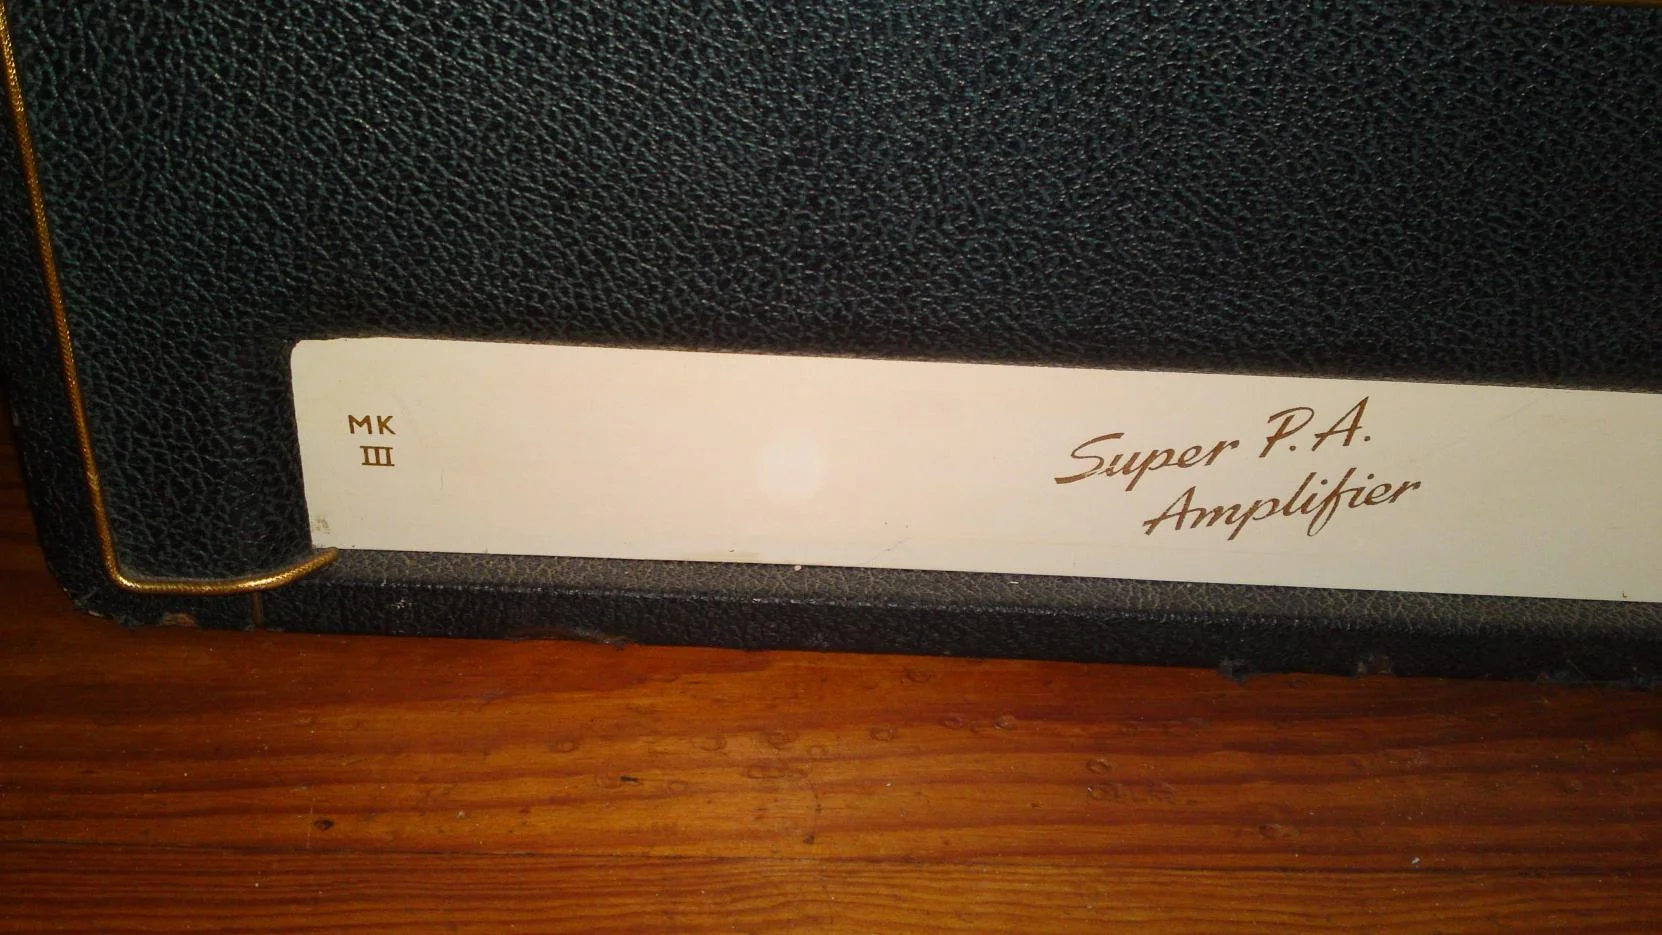 MK
III
Super P.A.
Amplifier